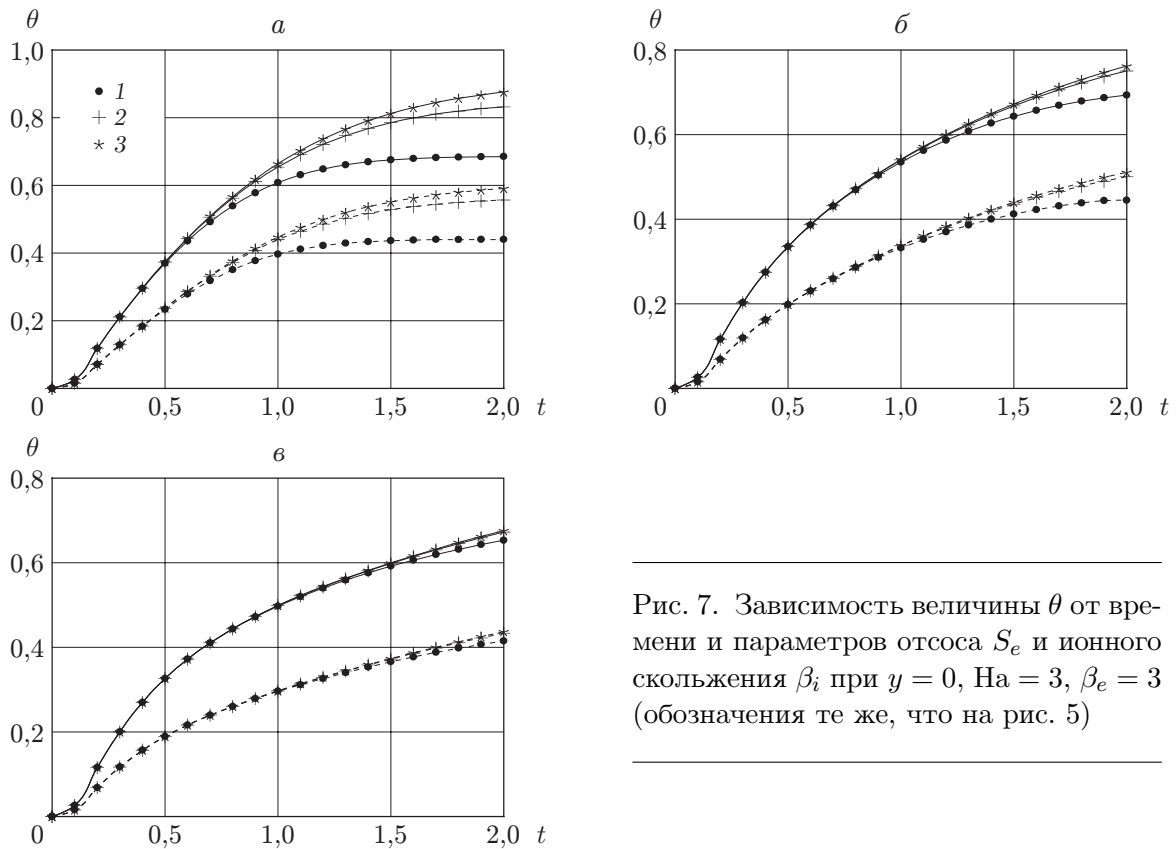 θ
а
1,0
0,8
0,6
0,4
0,2
0
0,5
1,0
1,5
2,0 t
1
2
3
θ
б
0,8
0,6
0,4
0,2
0
0,5
1,0
1,5
2,0 t
θ
в
0,8
0,6
0,4
0,2
0
0,5
1,0
1,5
2,0 t
Рис. 7. Зависимость величины θ от вре-
мени и параметров отсоса Sₑ и ионного
скольжения βᵢ при y = 0, На = 3, βₑ = 3
(обозначения те же, что на рис. 5)